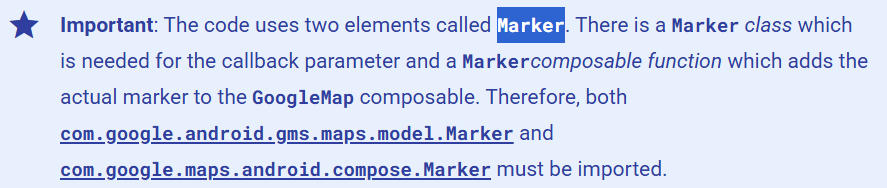 Important: The code uses two elements called Marker. There is a Marker class which
is needed for the callback parameter and a Markercomposable function which adds the
actual marker to the GoogleMap composable. Therefore, both
com.google.android.gms.maps.model.Marker and
com.google.maps.android.compose.Marker must be imported.